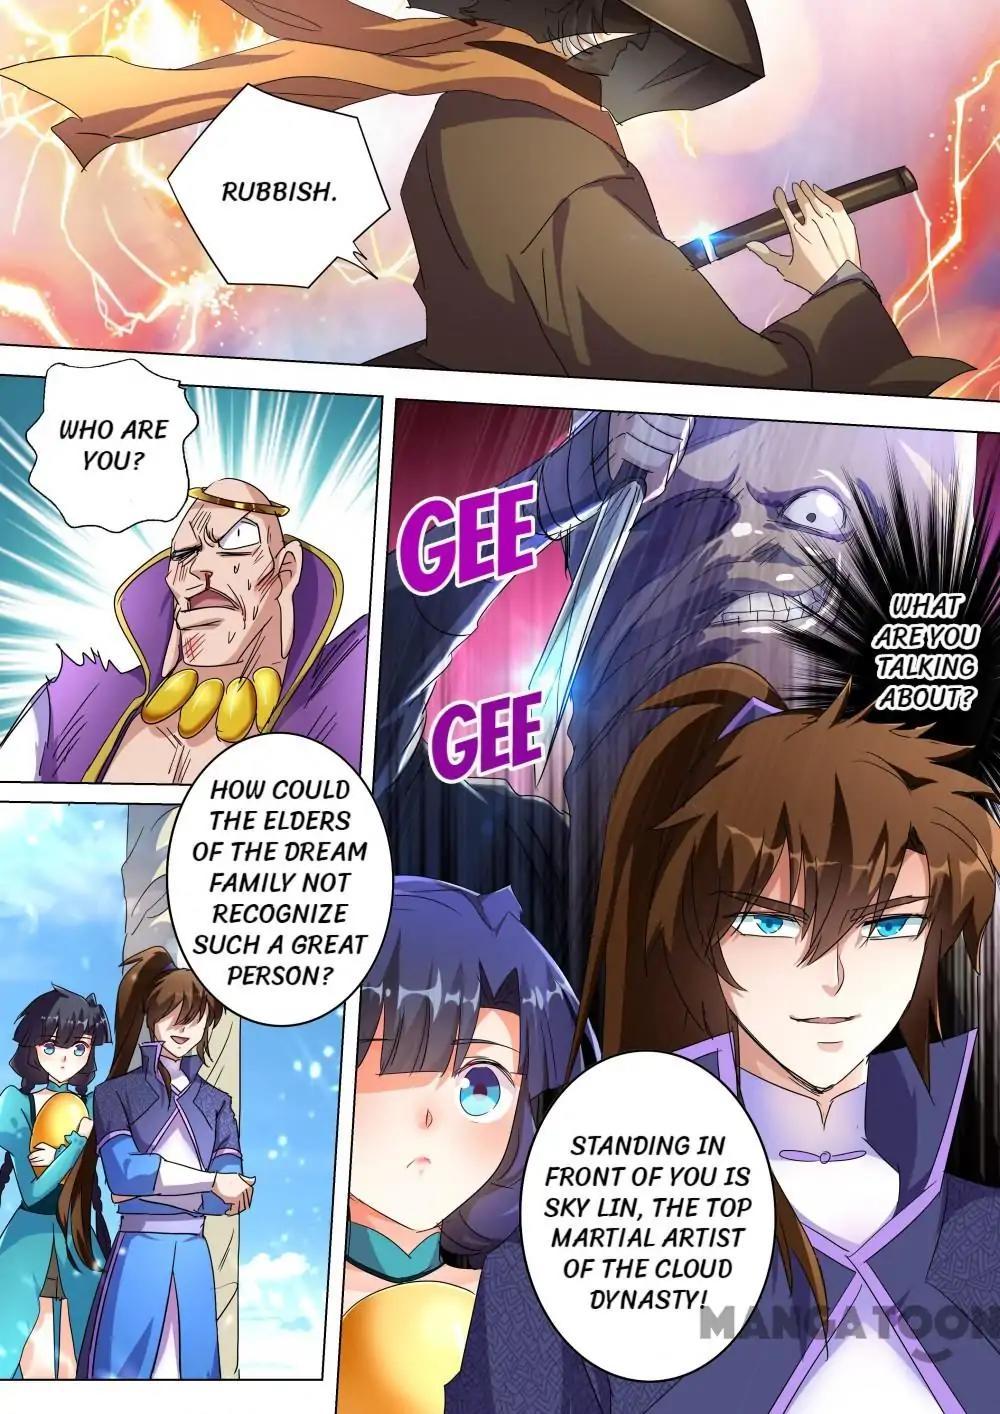 RUBBISH.
WHO ARE
YOU?
GEE
GEE
WHAT
ARE YOU
TALKING
ABOUT?
HOW COULD
THE ELDERS
OF THE DREAM
FAMILY NOT
RECOGNIZE
SUCH A GREAT
PERSON?
STANDING IN
FRONT OF YOU IS
SKY LIN, THE TOP
MARTIAL ARTIST
OF THE CLOUD
DYNASTY!
MANGATOON